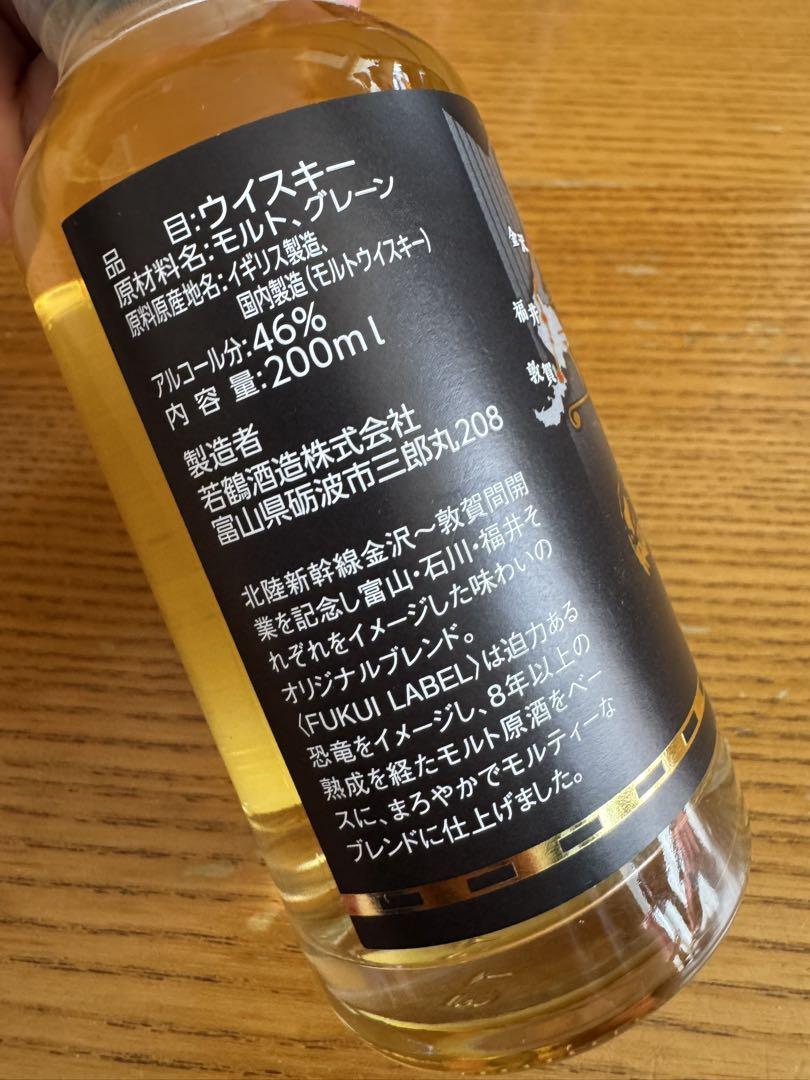 品　　目:ウイスキー
原材料名:モルト、グレーン
原料原産地名:イギリス製造、
国内製造(モルトウイスキー)
アルコール分:46%
内 容 量:200ml
製造者
若鶴酒造株式会社
富山県砺波市三郎丸208
北陸新幹線金沢～敦賀間開
業を記念し富山・石川・福井そ
れぞれをイメージした味わいの
オリジナルブレンド。
〈FUKUI LABEL〉は迫力ある
恐竜をイメージし、8年以上の
熟成を経たモルト原酒をベー
スに、まろやかでモルティーな
ブレンドに仕上げました。
金沢
福井
敦賀